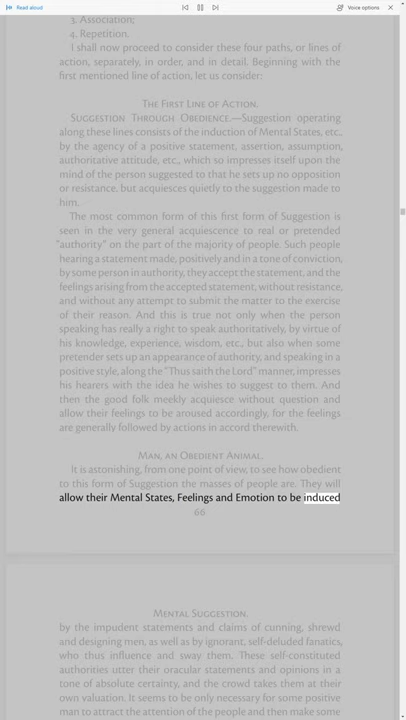 Read aloud
Voice options
3. Association;
4. Repetition.
I shall now proceed to consider these four paths, or lines of
action, separately, in order, and in detail. Beginning with the
first mentioned line of action, let us consider:
The First Line of Action.
Suggestion Through Obedience.—Suggestion operating
along these lines consists of the induction of Mental States, etc.,
by the agency of a positive statement, assertion, assumption,
authoritative attitude, etc., which so impresses itself upon the
mind of the person suggested to that he sets up no opposition
or resistance, but acquiesces quietly to the suggestion made to
him.
The most common form of this first form of Suggestion is
seen in the very general acquiescence to real or pretended
"authority" on the part of the majority of people. Such people
hearing a statement made, positively and in a tone of conviction,
by some person in authority, they accept the statement, and the
feelings arising from the accepted statement, without resistance,
and without any attempt to submit the matter to the exercise
of their reason. And this is true not only when the person
speaking has really a right to speak authoritatively, by virtue of
his knowledge, experience, wisdom, etc., but also when some
pretender sets up an appearance of authority, and speaking in a
positive style, along the "Thus saith the Lord" manner, impresses
his hearers with the idea he wishes to suggest to them. And
then the good folk meekly acquiesce without question and
allow their feelings to be aroused accordingly, for the feelings
are generally followed by actions in accord therewith.
Man, an Obedient Animal.
It is astonishing, from one point of view, to see how obedient
to this form of Suggestion the masses of people are. They will
allow their Mental States, Feelings and Emotion to be induced
66
Mental Suggestion.
by the impudent statements and claims of cunning, shrewd
and designing men, as well as by ignorant, self-deluded fanatics,
who thus influence and sway them. These self-constituted
authorities utter their oracular statements and opinions in a
tone of absolute certainty, and the crowd takes them at their
own valuation. It seems to be only necessary for some positive
man to attract the attention of the people and then make some